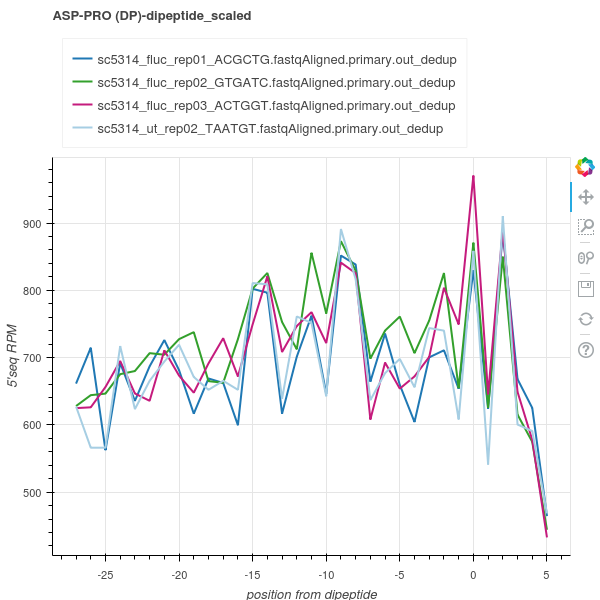 ASP-PRO (DP)-dipeptide_scaled
sc5314_fluc_rep01_ACGCTG.fastqAligned.primary.out_dedup
sc5314_fluc_rep02_GTGATC.fastqAligned.primary.out_dedup
sc5314_fluc_rep03_ACTGGT.fastqAligned.primary.out_dedup
sc5314_ut_rep02_TAATGT.fastqAligned.primary.out_dedup
900
800
700
600
500
5'seq RPM
-25 -20 -15 -10 -5 0 5
position from dipeptide